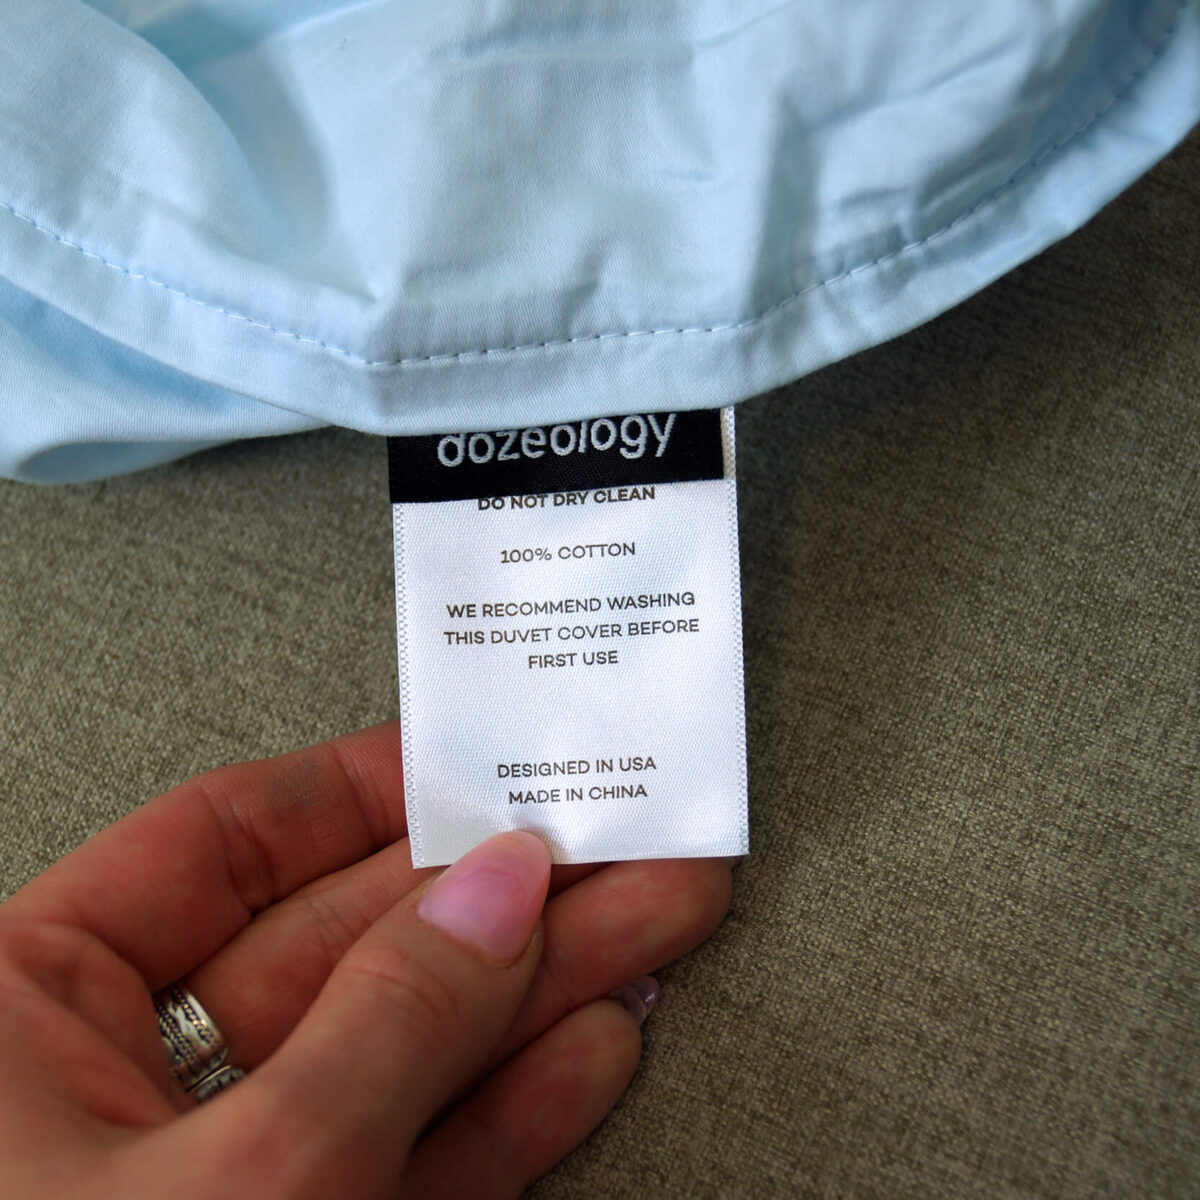 dozeology
DO NOT DRY CLEAN
100% COTTON
WE RECOMMEND WASHING
THIS DUVET COVER BEFORE
FIRST USE
DESIGNED IN USA
MADE IN CHINA